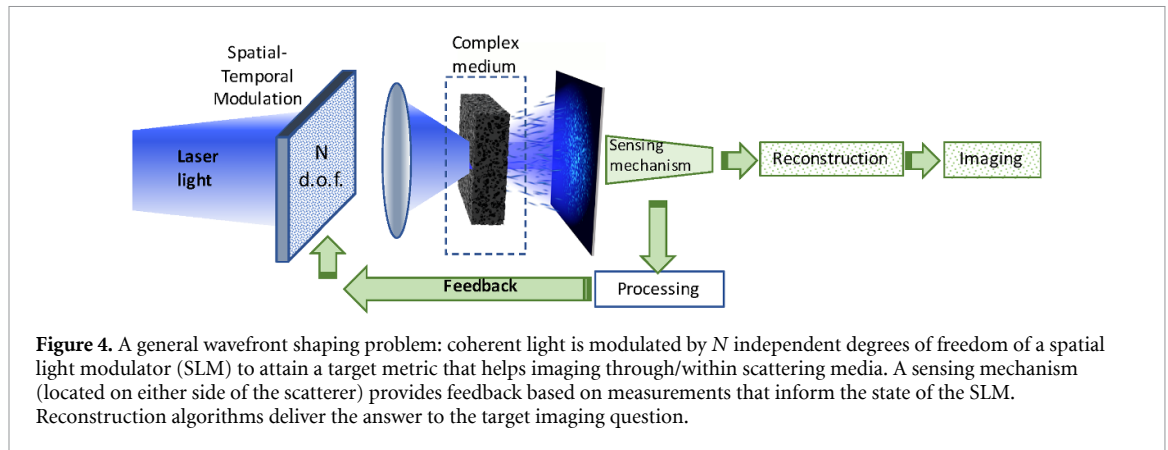 Spatial-
Temporal
Modulation
Complex
medium
Laser
light
N
d.o.f.
Sensing
mechanism
Reconstruction
Imaging
Feedback
Processing
Figure 4. A general wavefront shaping problem: coherent light is modulated by N independent degrees of freedom of a spatial
light modulator (SLM) to attain a target metric that helps imaging through/within scattering media. A sensing mechanism
(located on either side of the scatterer) provides feedback based on measurements that inform the state of the SLM.
Reconstruction algorithms deliver the answer to the target imaging question.